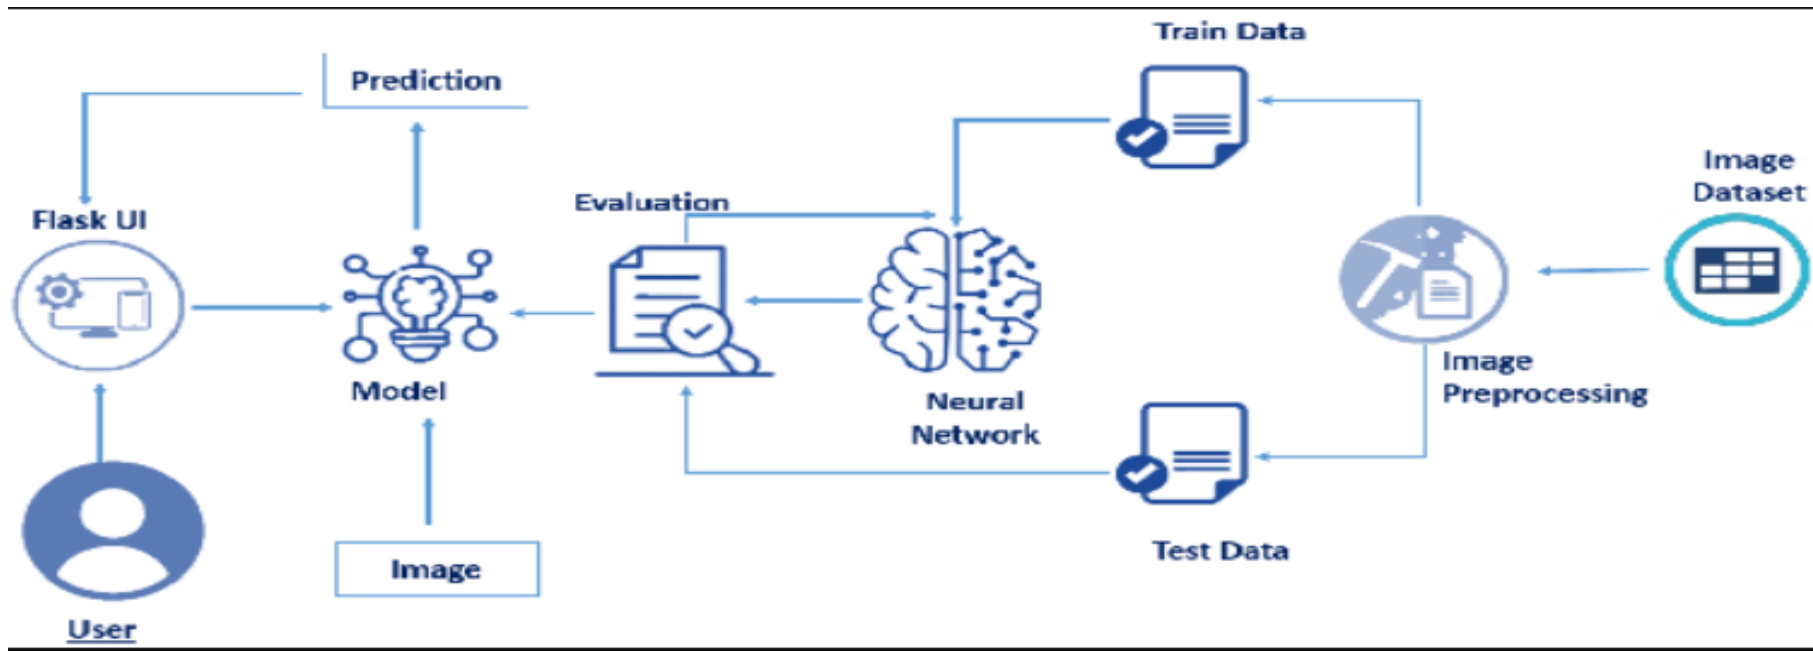 Train Data
Prediction
Image
Dataset
Evaluation
Flask UI
Image
Preprocessing
Model
Neural
Network
Test Data
Image
User